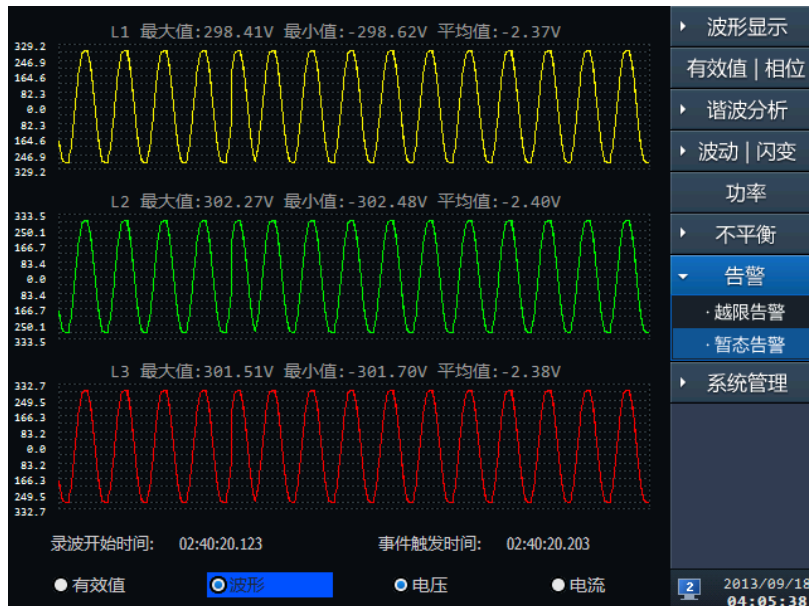 L1 最大值:298.41V 最小值:-298.62V 平均值:-2.37V
329.2
246.9
164.6
82.3
0.0
82.3
164.6
246.9
329.2
L2 最大值:302.27V 最小值:-302.48V 平均值:-2.40V
333.5
250.1
166.7
83.4
0.0
83.4
166.7
250.1
333.5
L3 最大值:301.51V 最小值:-301.70V 平均值:-2.38V
332.7
249.5
166.3
83.2
0.0
83.2
166.3
249.5
332.7
录波开始时间: 02:40:20.123 事件触发时间: 02:40:20.203
有效值 波形 电压 电流
波形显示
有效值 | 相位
谐波分析
波动 | 闪变
功率
不平衡
告警
·越限告警
·暂态告警
系统管理
2 2013/09/18
04:05:38